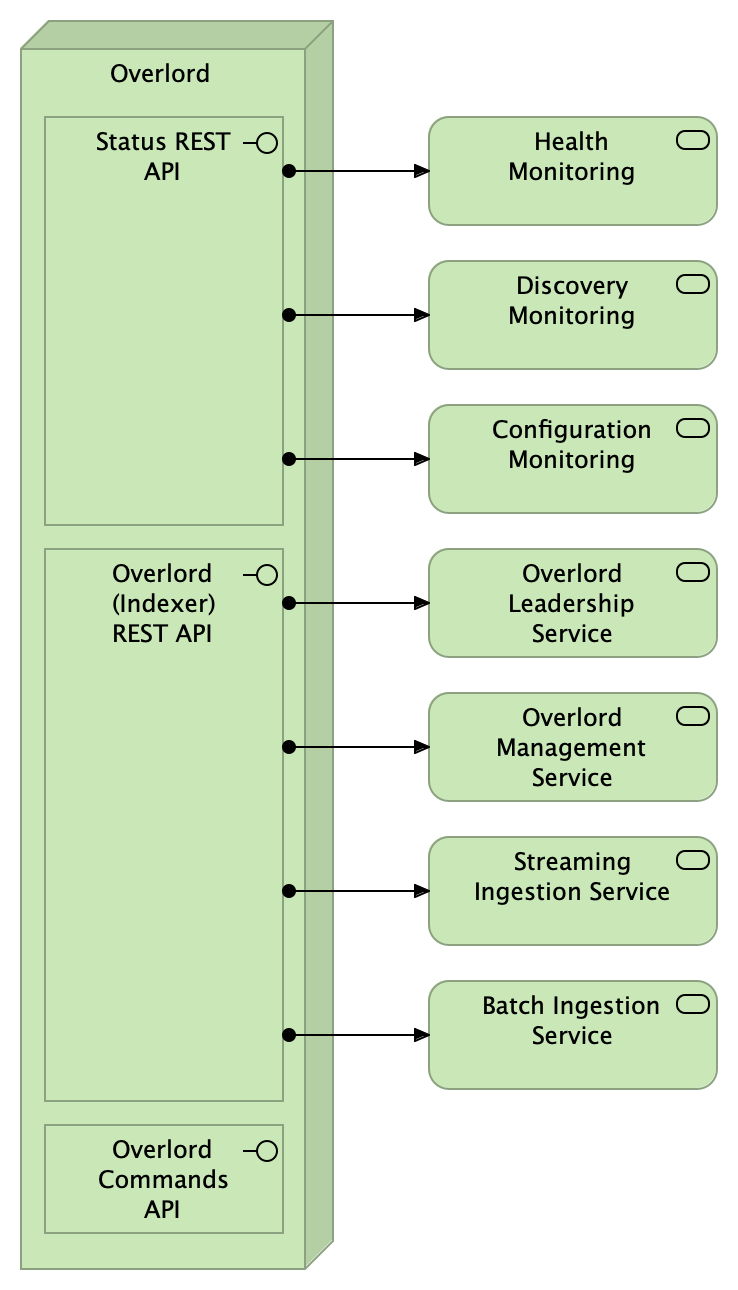 Overlord
Status REST
API
Health
Monitoring
Discovery
Monitoring
Configuration
Monitoring
Overlord
(Indexer)
REST API
Overlord
Leadership
Service
Overlord
Management
Service
Streaming
Ingestion Service
Batch Ingestion
Service
Overlord
Commands
API